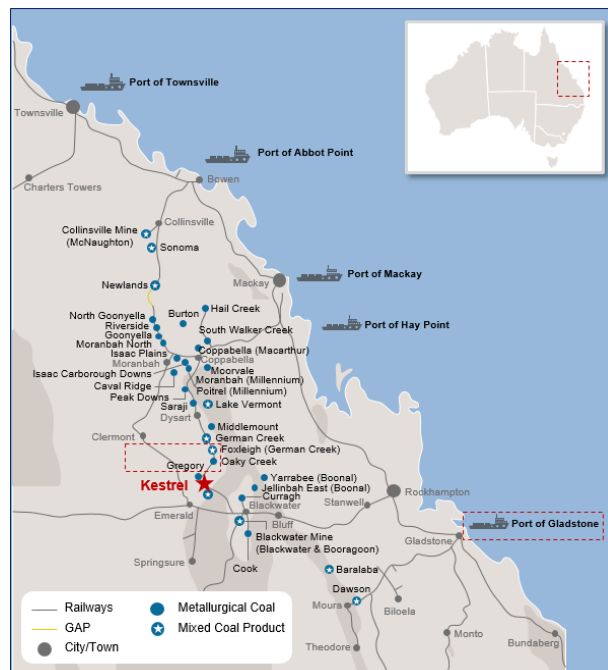 Port of Townsville
Townsville
Port of Abbot Point
Charters Towers
Bowen
Collinsville
Collinsville Mine
(McNaughton)
Sonoma
Port of Mackay
Mackay
Newlands
Hail Creek
North Goonyella
Burton
Riverside
Port of Hay Point
Goonyella
South Walker Creek
Moranbah North
Isaac Plains
Coppabella (Macarthur)
Moranbah
Coppabella
Isaac Carborough Downs
Moorvale
Caval Ridge
Moranbah (Millennium)
Peak Downs
Poitrel (Millennium)
Saraji
Lake Vermont
Dysart
Middlemount
Clermont
German Creek
Foxleigh (German Creek)
Oaky Creek
Gregory
Kestrel
Yarrabee (Boonal)
Jellinbah East (Boonal)
Curragh
Stanwell
Rockhampton
Blackwater
Emerald
Bluff
Port of Gladstone
Gladstone
Blackwater Mine
(Blackwater & Booragoon)
Springsure
Cook
Baralaba
Dawson
Moura
Biloela
Theodore
Monto
Bundaberg
Railways
Metallurgical Coal
GAP
Mixed Coal Product
City/Town